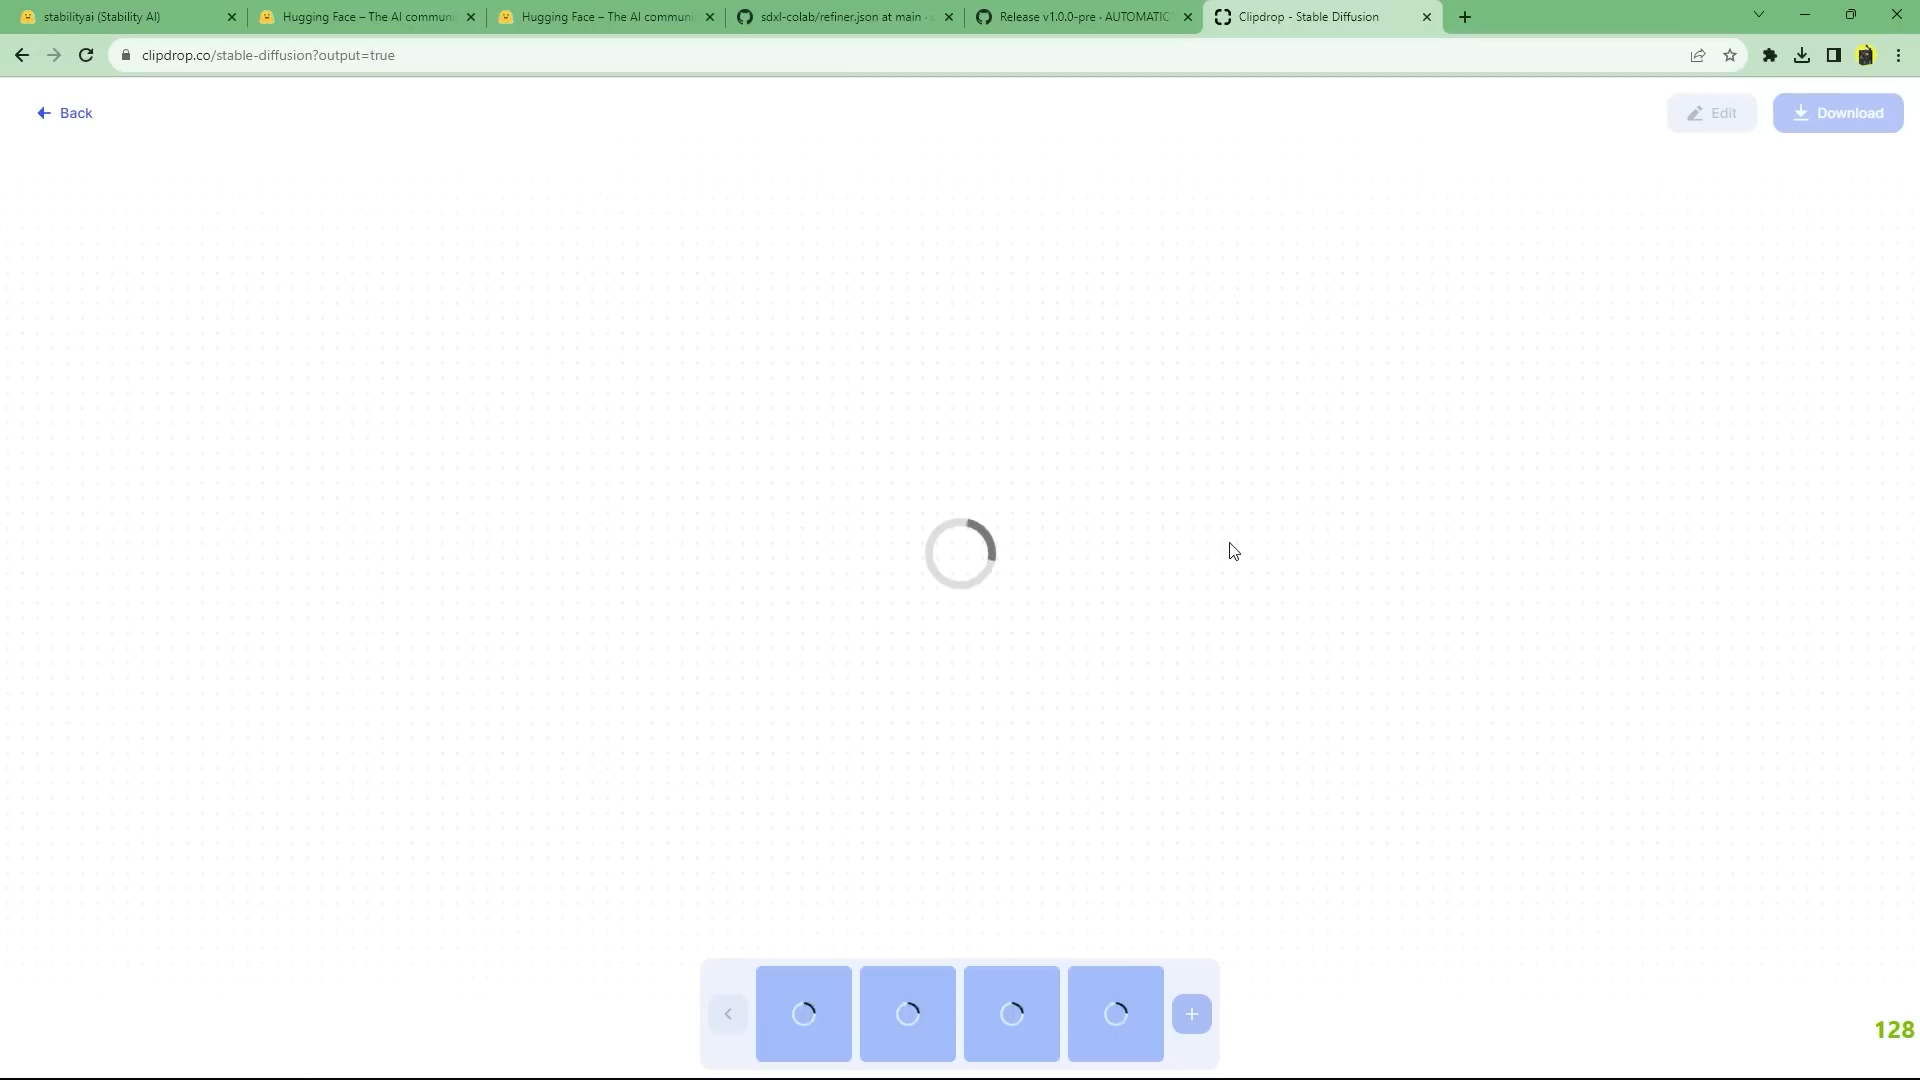 stabilityai (Stability AI)
Hugging Face – The AI communi
Hugging Face – The AI communi
sdxl-colab/refiner.json at main ·
Release v1.0.0-pre · AUTOMATIC
Clipdrop - Stable Diffusion
clipdrop.co/stable-diffusion?output=true
Back
Edit
Download
128